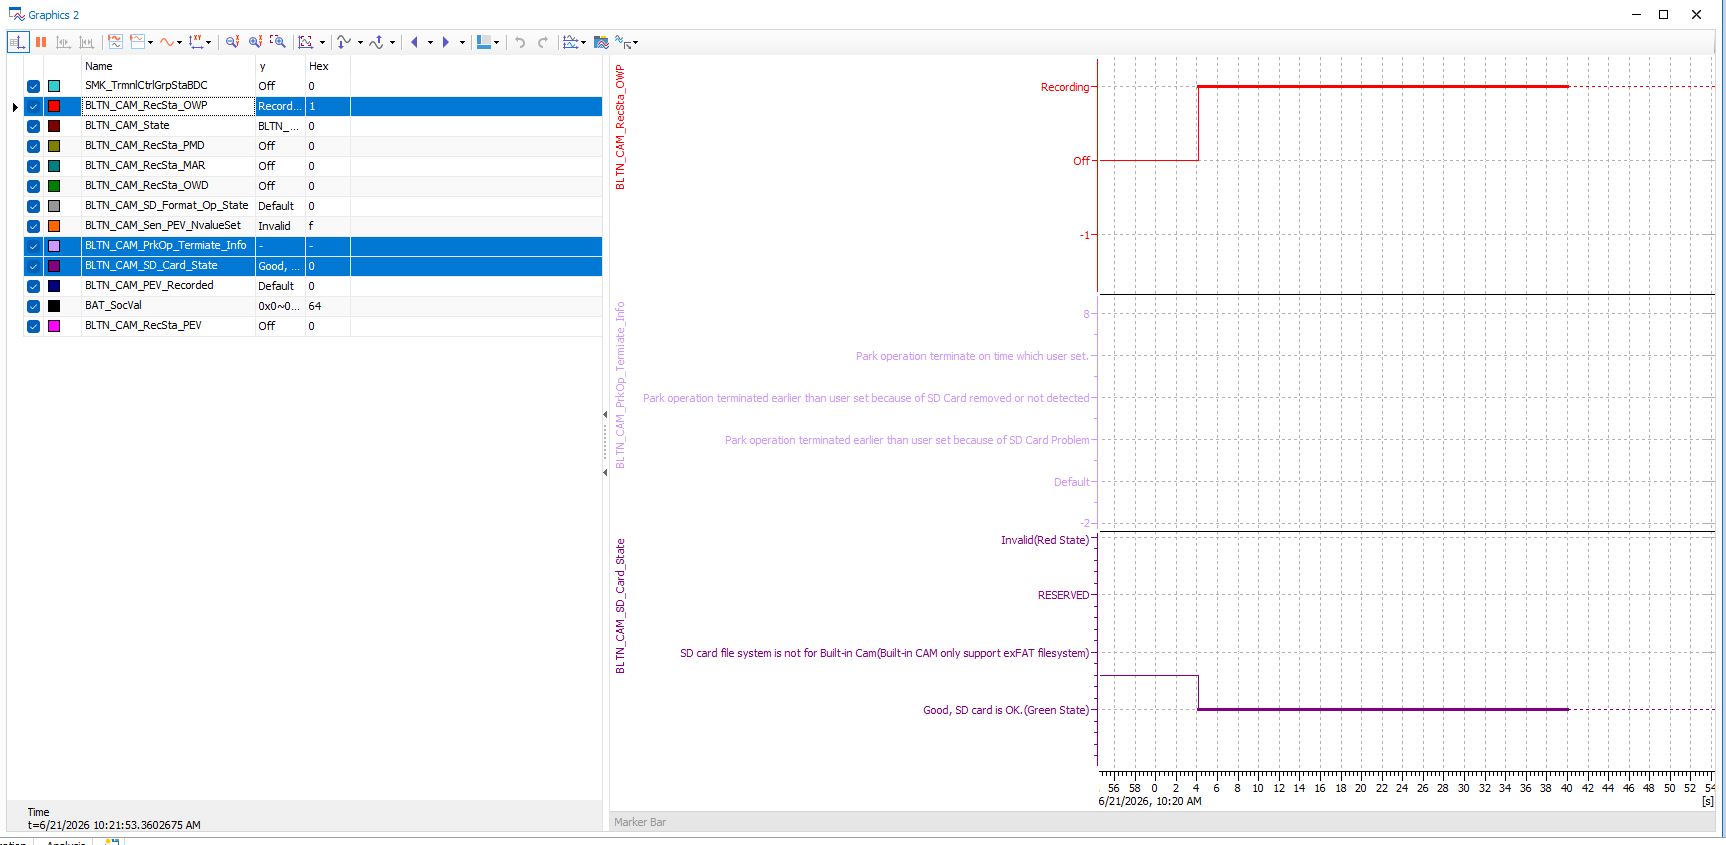 Graphics 2
Name y Hex
SMK_TrmnlCtrlGrpStaBDC Off 0
BLTN_CAM_RecSta_OWP Record... 1
BLTN_CAM_State BLTN_... 0
BLTN_CAM_RecSta_PMD Off 0
BLTN_CAM_RecSta_MAR Off 0
BLTN_CAM_RecSta_OWD Off 0
BLTN_CAM_SD_Format_Op_State Default 0
BLTN_CAM_Sen_PEV_NvalueSet Invalid f
BLTN_CAM_PrkOp_Termiate_Info - -
BLTN_CAM_SD_Card_State Good, ... 0
BLTN_CAM_PEV_Recorded Default 0
BAT_SocVal 0x0~0... 64
BLTN_CAM_RecSta_PEV Off 0
Time
t=6/21/2026 10:21:53.3602675 AM
BLTN_CAM_RecSta_OWP
Recording
Off
-1
BLTN_CAM_PrkOp_Termiate_Info
8
Park operation terminate on time which user set.
Park operation terminated earlier than user set because of SD Card removed or not detected
Park operation terminated earlier than user set because of SD Card Problem
Default
-2
BLTN_CAM_SD_Card_State
Invalid(Red State)
RESERVED
SD card file system is not for Built-in Cam(Built-in CAM only support exFAT filesystem)
Good, SD card is OK.(Green State)
56 58 0 2 4 6 8 10 12 14 16 18 20 22 24 26 28 30 32 34 36 38 40 42 44 46 48 50 52 54
6/21/2026, 10:20 AM [s]
Marker Bar
Analysis